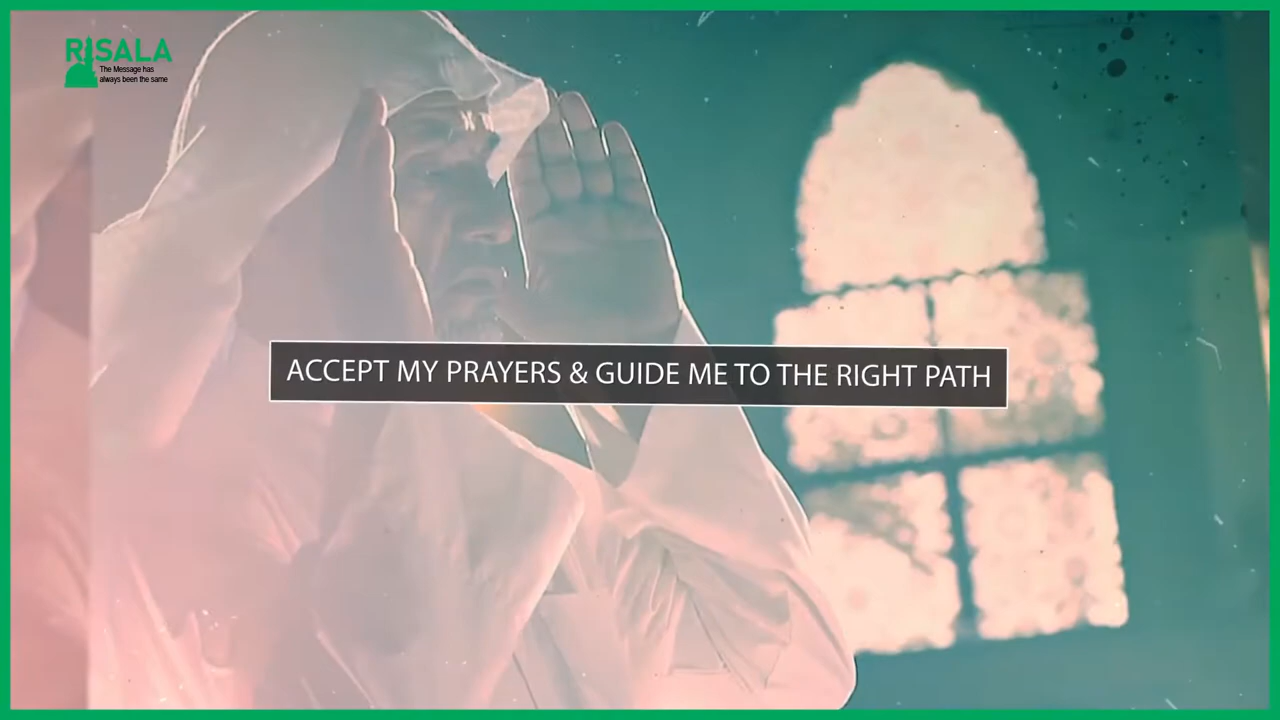 RISALA
The Message has
always been the same
ACCEPT MY PRAYERS & GUIDE ME TO THE RIGHT PATH